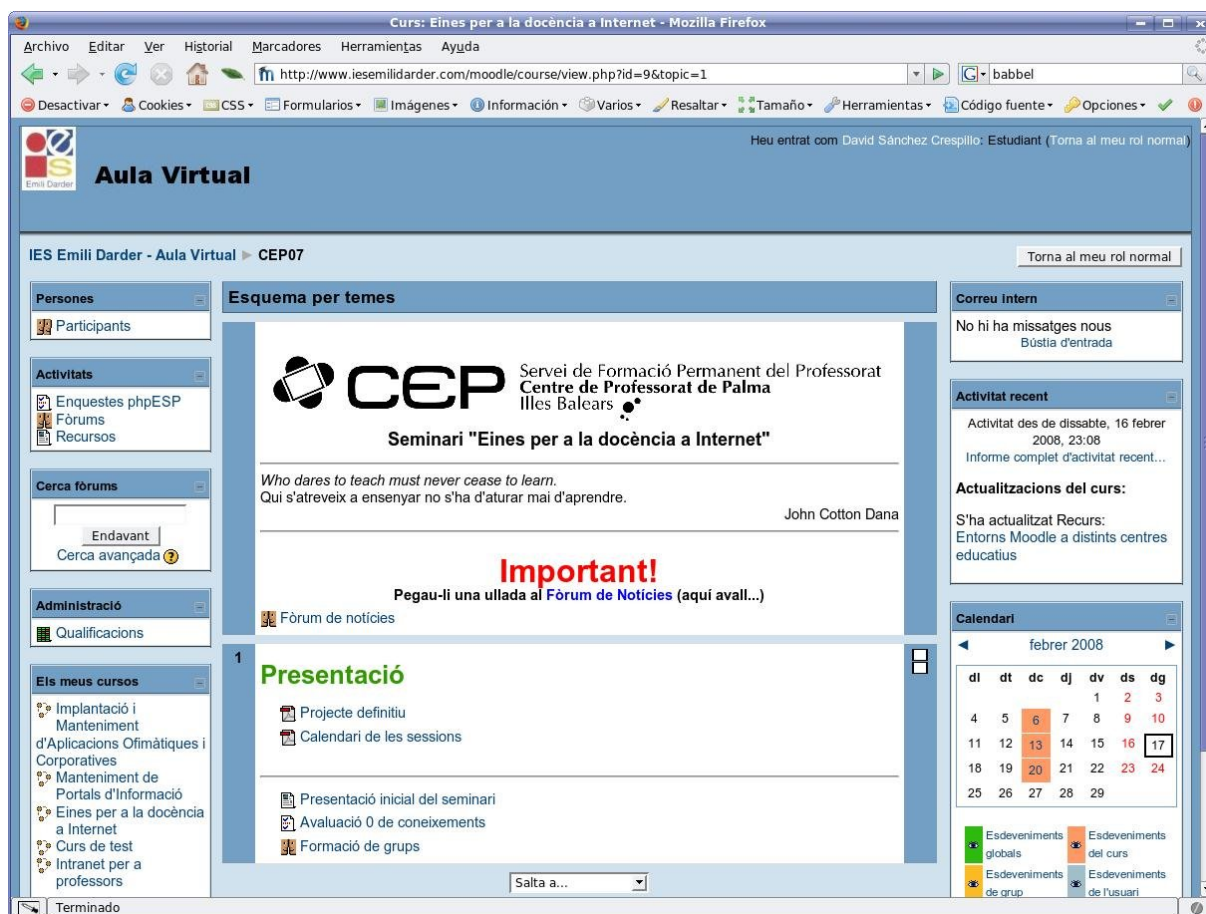 Curs: Eines per a la docència a Internet - Mozilla Firefox
Archivo Editar Ver Historial Marcadores Herramientas Ayuda
http://www.iesemilidarder.com/moodle/course/view.php?id=9&topic=1
G babbel
Desactivar Cookies CSS Formularios Imágenes Información Varios Resaltar Tamaño Herramientas Código fuente Opciones
Emili Darder
Aula Virtual
Heu entrat com David Sánchez Crespillo: Estudiant (Torna al meu rol normal)
IES Emili Darder - Aula Virtual ► CEP07
Torna al meu rol normal
Persones
Participants
Activitats
Enquestes phpESP
Fòrums
Recursos
Cerca fòrums
Endavant
Cerca avançada ?
Administració
Qualificacions
Els meus cursos
Implantació i
Manteniment
d'Aplicacions Ofimàtiques i
Corporatives
Manteniment de
Portals d'Informació
Eines per a la docència
a Internet
Curs de test
Intranet per a
professors
Esquema per temes
CEP
Servei de Formació Permanent del Professorat
Centre de Professorat de Palma
Illes Balears
Seminari "Eines per a la docència a Internet"
Who dares to teach must never cease to learn.
Qui s'atreveix a ensenyar no s'ha d'aturar mai d'aprendre.
John Cotton Dana
Important!
Pegau-li una ullada al Fòrum de Notícies (aquí avall...)
Fòrum de notícies
1
Presentació
Projecte definitiu
Calendari de les sessions
Presentació inicial del seminari
Avaluació 0 de coneixements
Formació de grups
Salta a...
Correu intern
No hi ha missatges nous
Bústia d'entrada
Activitat recent
Activitat des de dissabte, 16 febrer
2008, 23:08
Informe complet d'activitat recent...
Actualitzacions del curs:
S'ha actualitzat Recurs:
Entorns Moodle a distints centres
educatius
Calendari
◄ febrer 2008 ►
dl dt dc dj dv ds dg
1 2 3
4 5 6 7 8 9 10
11 12 13 14 15 16 17
18 19 20 21 22 23 24
25 26 27 28 29
Esdeveniments
globals
Esdeveniments
del curs
Esdeveniments
de grup
Esdeveniments
de l'usuari
Terminado